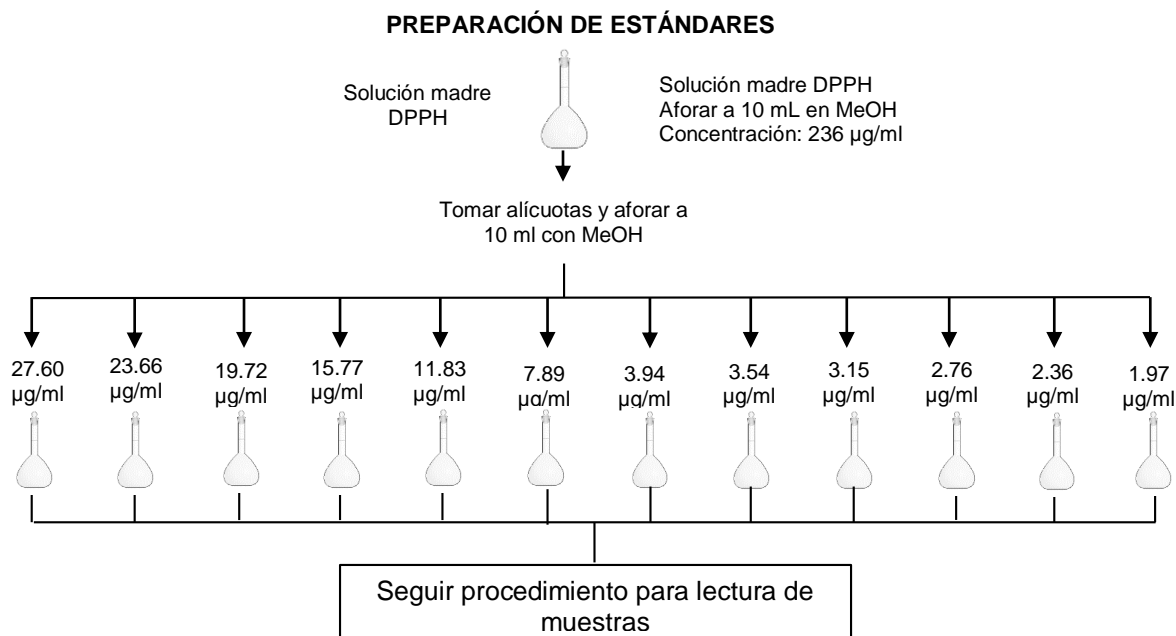 PREPARACIÓN DE ESTÁNDARES
Solución madre
DPPH
Solución madre DPPH
Aforar a 10 mL en MeOH
Concentración: 236 µg/ml
Tomar alícuotas y aforar a
10 ml con MeOH
27.60
µg/ml
23.66
µg/ml
19.72
µg/ml
15.77
µg/ml
11.83
µg/ml
7.89
µg/ml
3.94
µg/ml
3.54
µg/ml
3.15
µg/ml
2.76
µg/ml
2.36
µg/ml
1.97
µg/ml
Seguir procedimiento para lectura de
muestras